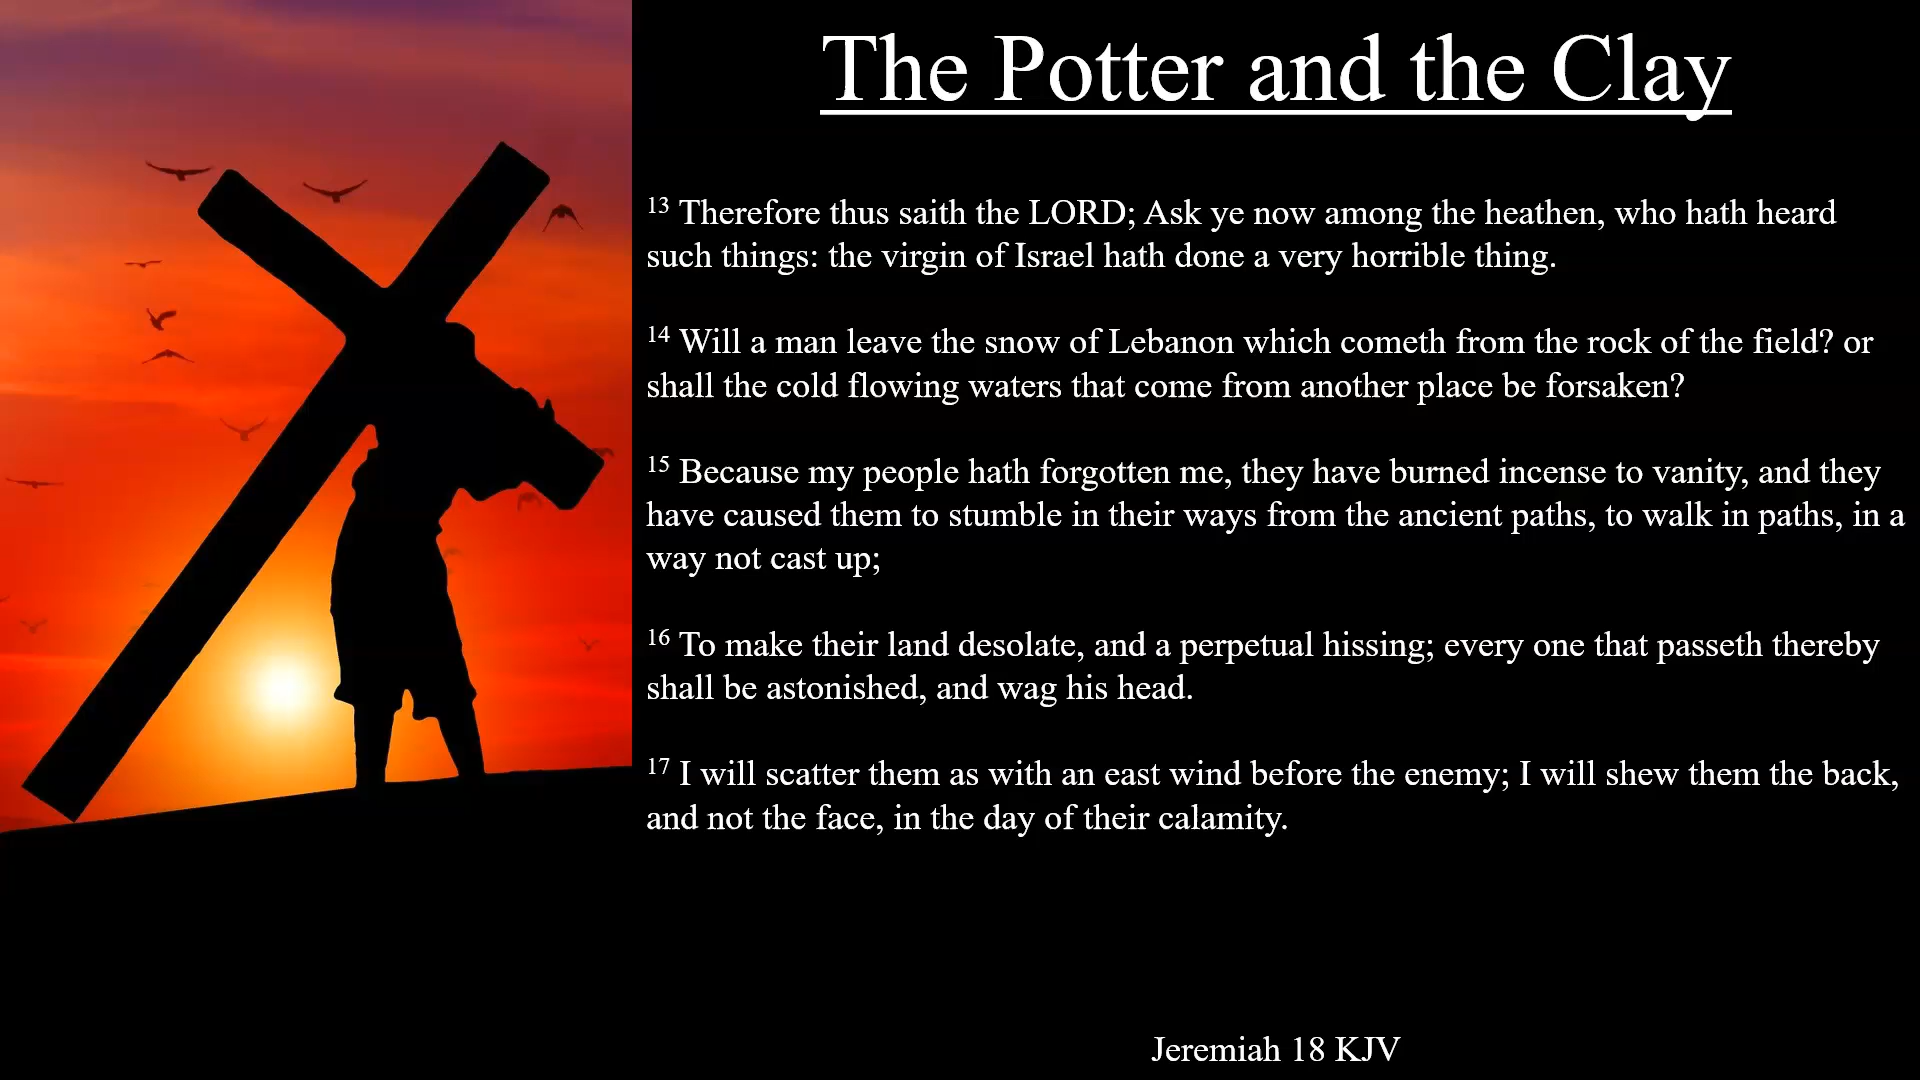 The Potter and the Clay
13 Therefore thus saith the LORD; Ask ye now among the heathen, who hath heard
such things: the virgin of Israel hath done a very horrible thing.
14 Will a man leave the snow of Lebanon which cometh from the rock of the field? or
shall the cold flowing waters that come from another place be forsaken?
15 Because my people hath forgotten me, they have burned incense to vanity, and they
have caused them to stumble in their ways from the ancient paths, to walk in paths, in a
way not cast up;
16 To make their land desolate, and a perpetual hissing; every one that passeth thereby
shall be astonished, and wag his head.
17 I will scatter them as with an east wind before the enemy; I will shew them the back,
and not the face, in the day of their calamity.
Jeremiah 18 KJV